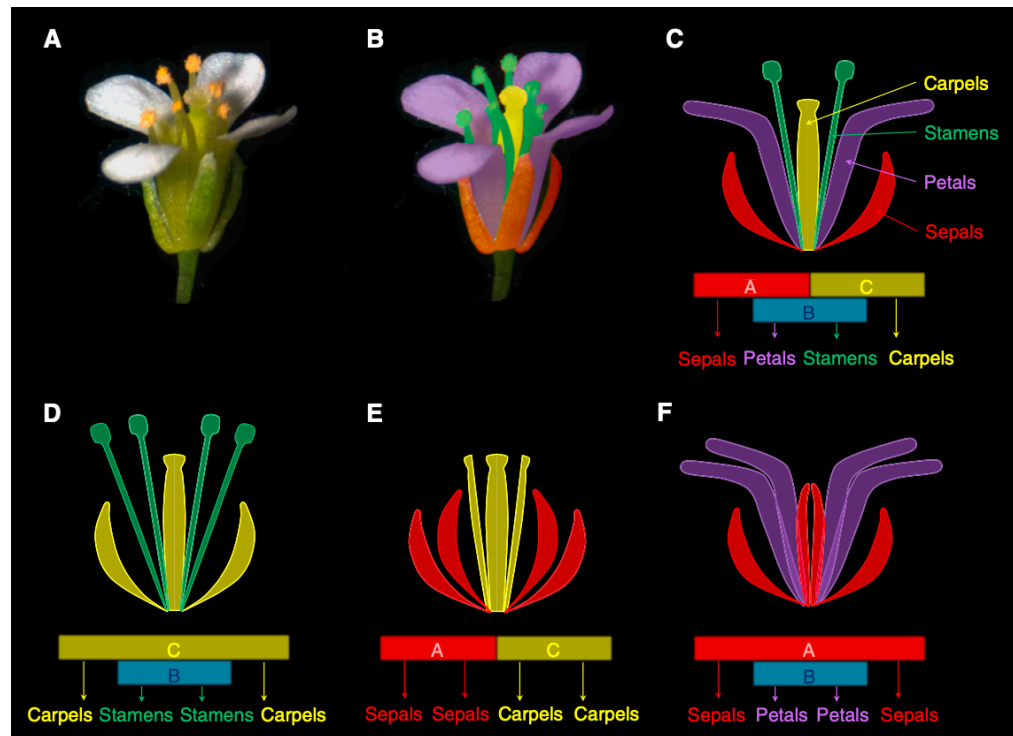 A
B
C
Carpels
Stamens
Petals
Sepals
A C
B
Sepals Petals Stamens Carpels
D
E
F
C
B
Carpels Stamens Stamens Carpels
A C
Sepals Sepals Carpels Carpels
A
B
Sepals Petals Petals Sepals